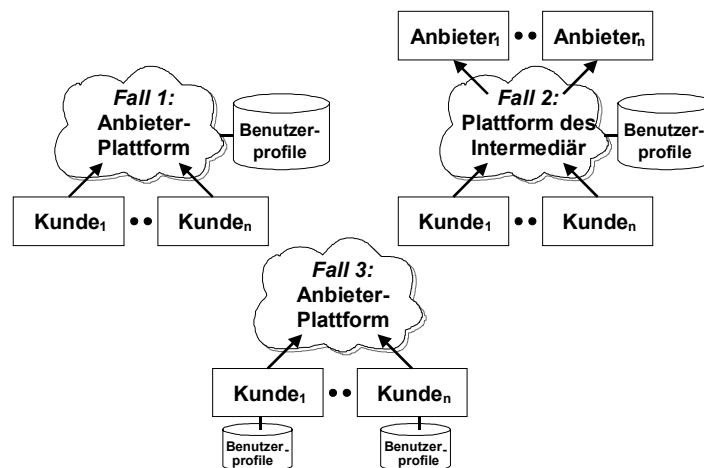 Fall 1:
Anbieter-
Plattform
Benutzer-
profile
Kunde₁ •• Kundeₙ
Anbieter₁ •• Anbieterₙ
Fall 2:
Plattform des
Intermediär
Benutzer-
profile
Kunde₁ •• Kundeₙ
Fall 3:
Anbieter-
Plattform
Kunde₁ •• Kundeₙ
Benutzer-
profile
Benutzer-
profile